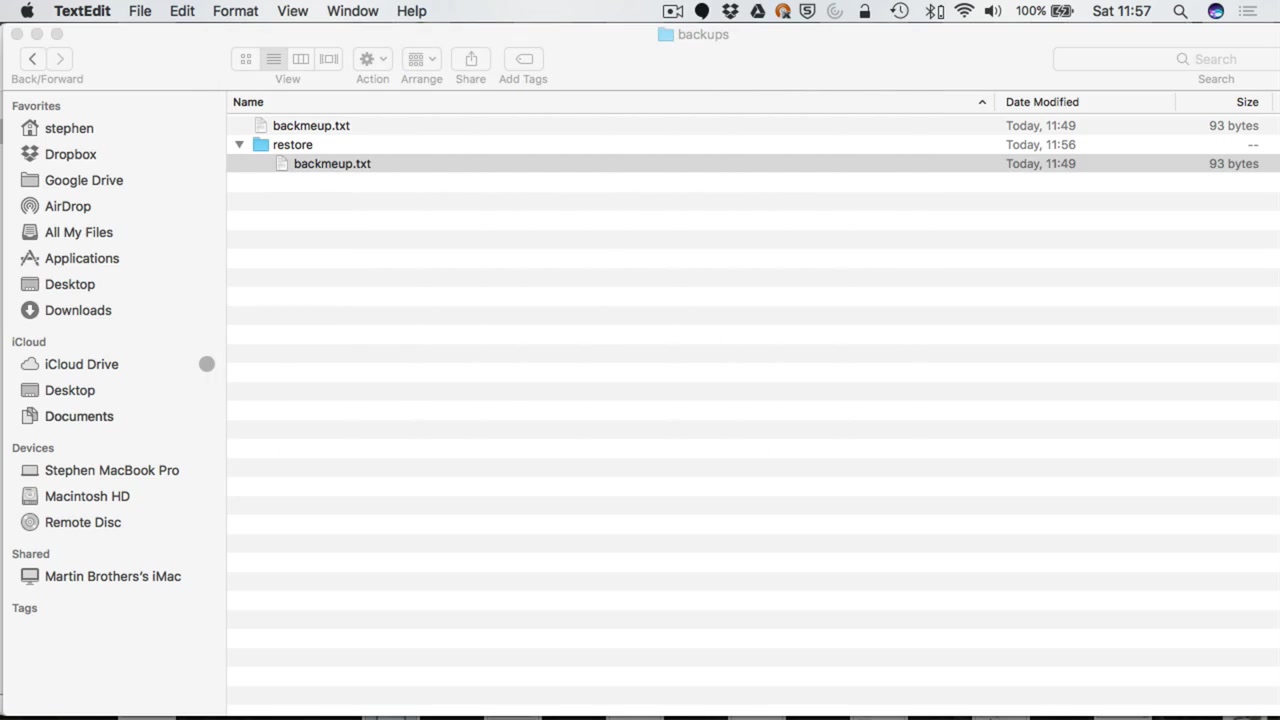 TextEdit File Edit Format View Window Help 100% Sat 11:57
backups
Search
Back/Forward View Action Arrange Share Add Tags Search
Favorites
stephen
Dropbox
Google Drive
AirDrop
All My Files
Applications
Desktop
Downloads
iCloud
iCloud Drive
Desktop
Documents
Devices
Stephen MacBook Pro
Macintosh HD
Remote Disc
Shared
Martin Brothers's iMac
Tags
Name Date Modified Size
backmeup.txt Today, 11:49 93 bytes
restore Today, 11:56 --
backmeup.txt Today, 11:49 93 bytes